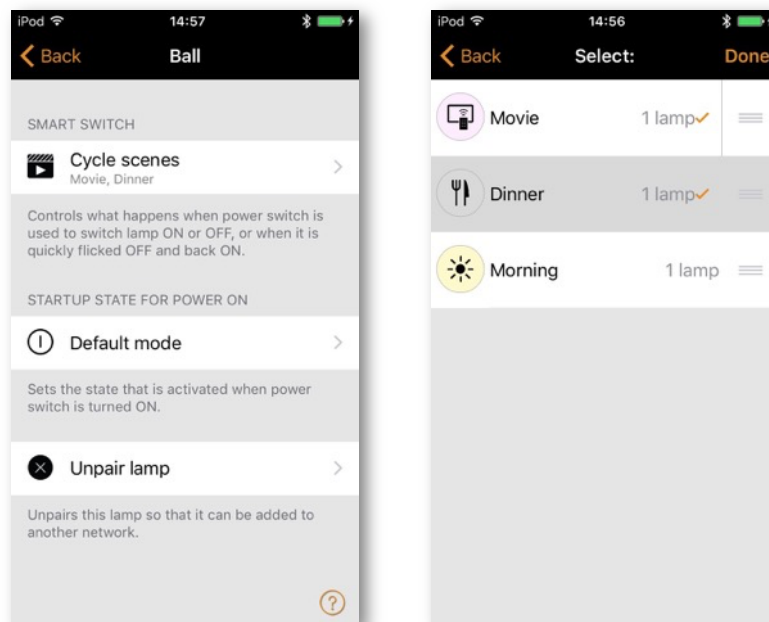 iPod 14:57
Back Ball
SMART SWITCH
Cycle scenes
Movie, Dinner
Controls what happens when power switch is
used to switch lamp ON or OFF, or when it is
quickly flicked OFF and back ON.
STARTUP STATE FOR POWER ON
Default mode
Sets the state that is activated when power
switch is turned ON.
Unpair lamp
Unpairs this lamp so that it can be added to
another network.
?
iPod 14:56
Back Select: Done
Movie 1 lamp
Dinner 1 lamp
Morning 1 lamp